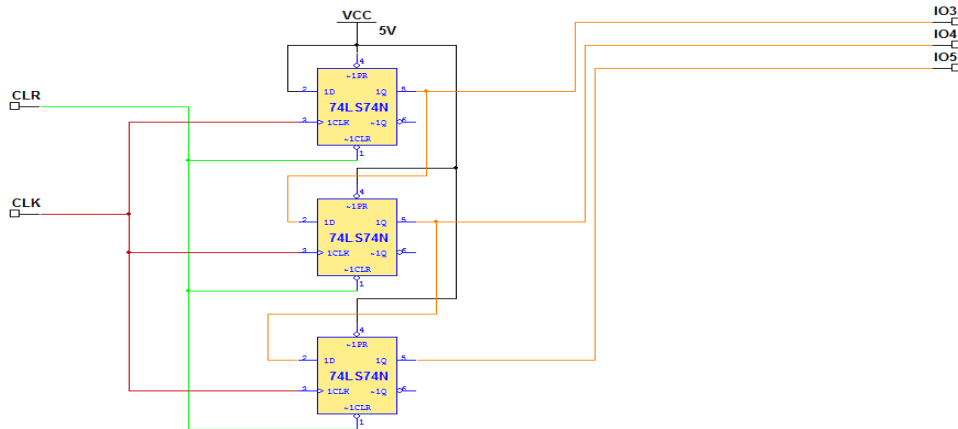 VCC
5V
IO3
IO4
IO5
CLR
CLK
4
~1PR
2 1D 1Q 5
74LS74N
3 1CLK ~1Q 6
~1CLR
1
4
~1PR
2 1D 1Q 5
74LS74N
3 1CLK ~1Q 6
~1CLR
1
4
~1PR
2 1D 1Q 5
74LS74N
3 1CLK ~1Q 6
~1CLR
1